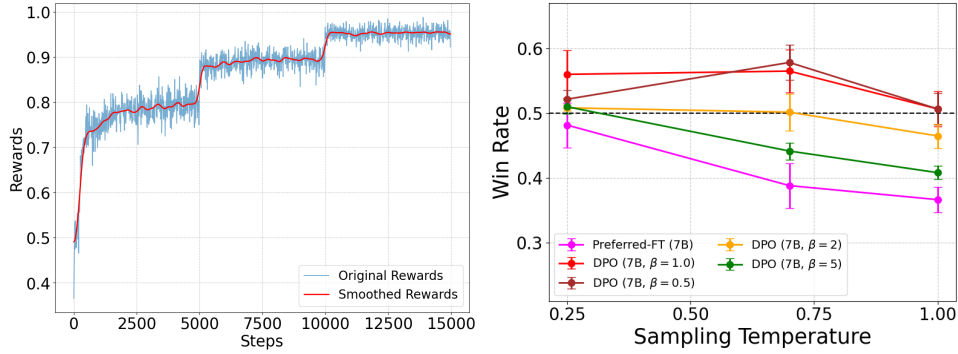 1.0
0.9
0.8
0.7
0.6
0.5
0.4
Rewards
0
2500
5000
7500
10000
12500
15000
Steps
Original Rewards
Smoothed Rewards
0.6
0.5
0.4
0.3
Win Rate
0.25
0.50
0.75
1.00
Sampling Temperature
Preferred-FT (7B)
DPO (7B, β = 1.0)
DPO (7B, β = 0.5)
DPO (7B, β = 2)
DPO (7B, β = 5)